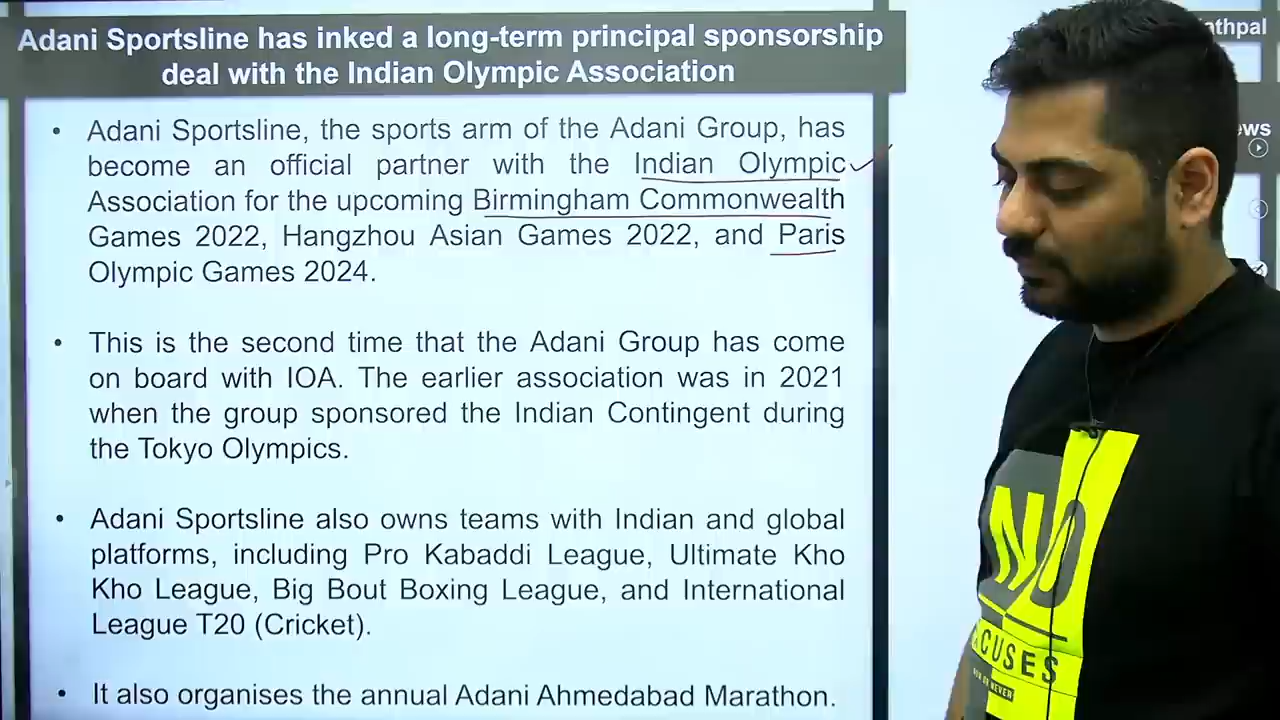 Adani Sportsline has inked a long-term principal sponsorship
deal with the Indian Olympic Association
• Adani Sportsline, the sports arm of the Adani Group, has
become an official partner with the Indian Olympic
Association for the upcoming Birmingham Commonwealth
Games 2022, Hangzhou Asian Games 2022, and Paris
Olympic Games 2024.
• This is the second time that the Adani Group has come
on board with IOA. The earlier association was in 2021
when the group sponsored the Indian Contingent during
the Tokyo Olympics.
• Adani Sportsline also owns teams with Indian and global
platforms, including Pro Kabaddi League, Ultimate Kho
Kho League, Big Bout Boxing League, and International
League T20 (Cricket).
• It also organises the annual Adani Ahmedabad Marathon.
athpal
ews
NO
CUSES